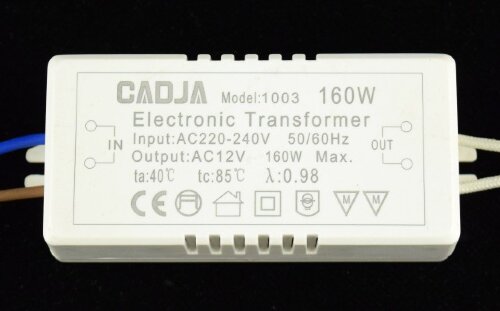 CADJA Model:1003 160W
Electronic Transformer
Input:AC220-240V 50/60Hz
IN Output:AC12V 160W Max. OUT
ta:40℃ tc:85℃ λ:0.98
CE F M M